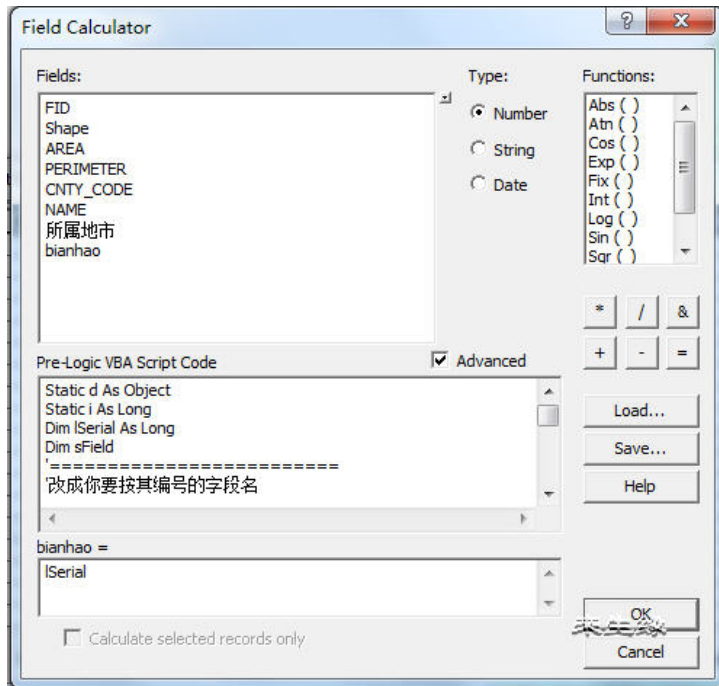 Field Calculator
Fields:
FID
Shape
AREA
PERIMETER
CNTY_CODE
NAME
所属地市
bianhao
Type:
Number
String
Date
Functions:
Abs ( )
Atn ( )
Cos ( )
Exp ( )
Fix ( )
Int ( )
Log ( )
Sin ( )
Sqr ( )
* / &
+ - =
Pre-Logic VBA Script Code
Advanced
Static d As Object
Static i As Long
Dim lSerial As Long
Dim sField
'=========================
'改成你要按其编号的字段名
Load...
Save...
Help
bianhao =
lSerial
Calculate selected records only
OK
Cancel